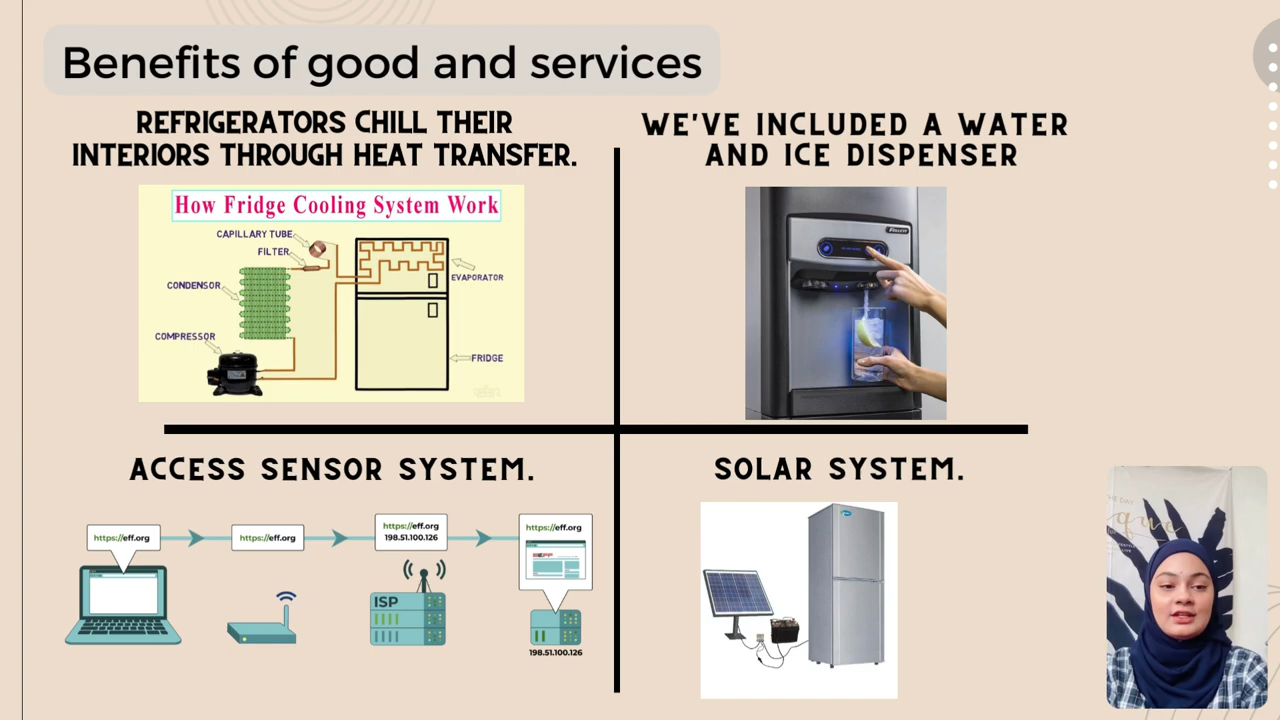 Benefits of good and services
REFRIGERATORS CHILL THEIR
INTERIORS THROUGH HEAT TRANSFER.
How Fridge Cooling System Work
CAPILLARY TUBE
FILTER
CONDENSOR
EVAPORATOR
COMPRESSOR
FRIDGE
WE'VE INCLUDED A WATER
AND ICE DISPENSER
ACCESS SENSOR SYSTEM.
https://eff.org
https://eff.org
https://eff.org
198.51.100.126
https://eff.org
ISP
198.51.100.126
SOLAR SYSTEM.
THE DAY
que